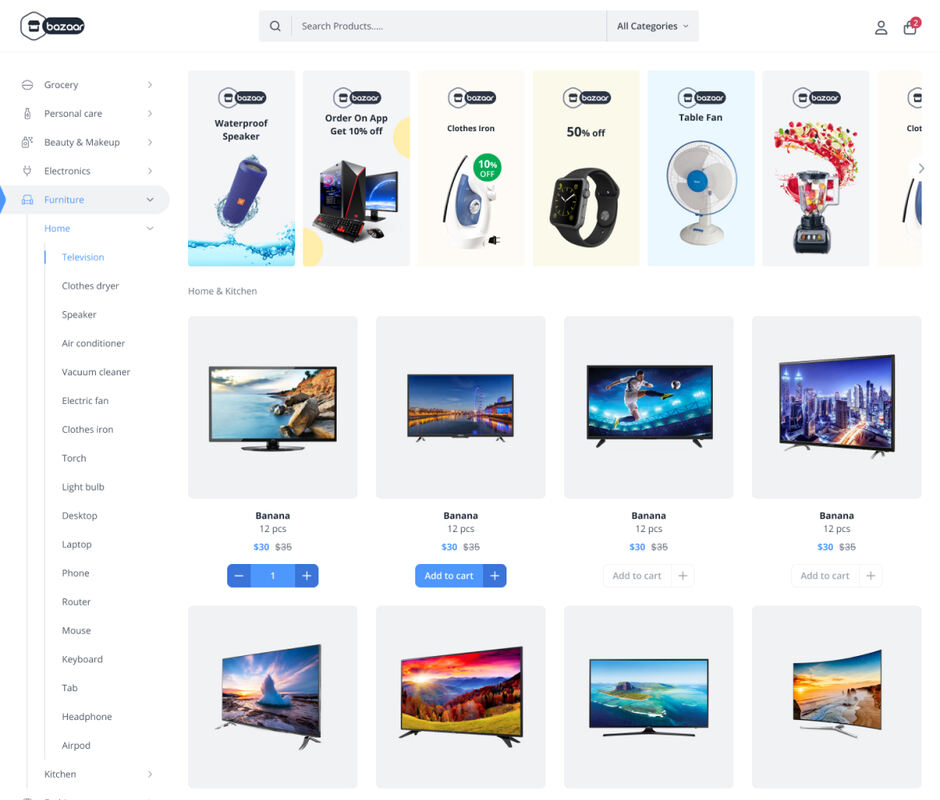 bazaar
Search Products.....
All Categories
2
Grocery
Personal care
Beauty & Makeup
Electronics
Furniture
Home
Television
Clothes dryer
Speaker
Air conditioner
Vacuum cleaner
Electric fan
Clothes iron
Torch
Light bulb
Desktop
Laptop
Phone
Router
Mouse
Keyboard
Tab
Headphone
Airpod
Kitchen
bazaar
Waterproof
Speaker
bazaar
Order On App
Get 10% off
bazaar
Clothes Iron
10%
OFF
bazaar
50% off
bazaar
Table Fan
bazaar
Clot
Home & Kitchen
Banana
12 pcs
$30 $35
1
Banana
12 pcs
$30 $35
Add to cart
Banana
12 pcs
$30 $35
Add to cart
Banana
12 pcs
$30 $35
Add to cart